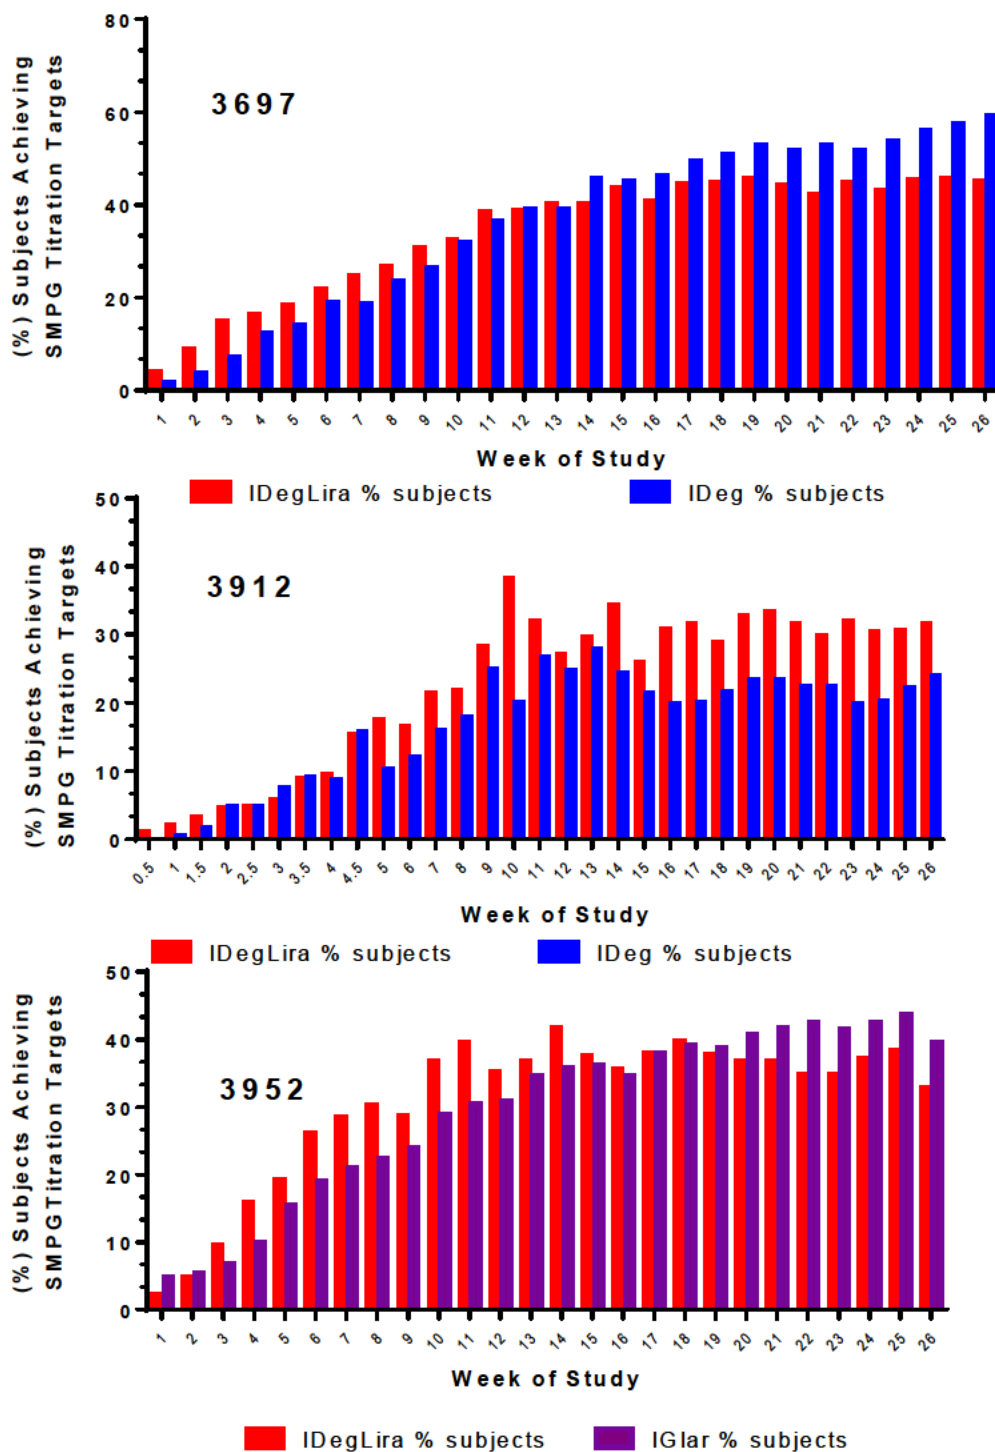 (%) Subjects Achieving
SMPG Titration Targets
80
60
40
20
0
3697
1 2 3 4 5 6 7 8 9 10 11 12 13 14 15 16 17 18 19 20 21 22 23 24 25 26
Week of Study
IDegLira % subjects IDeg % subjects
(%) Subjects Achieving
SMPG Titration Targets
50
40
30
20
10
0
3912
0.5 1 1.5 2 2.5 3 3.5 4 4.5 5 6 7 8 9 10 11 12 13 14 15 16 17 18 19 20 21 22 23 24 25 26
Week of Study
IDegLira % subjects IDeg % subjects
(%) Subjects Achieving
SMPGTitration Targets
50
40
30
20
10
0
3952
1 2 3 4 5 6 7 8 9 10 11 12 13 14 15 16 17 18 19 20 21 22 23 24 25 26
Week of Study
IDegLira % subjects IGlar % subjects